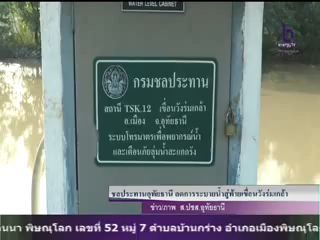 WATER LEVEL CABINET
กรมชลประทาน
สถานี TSK.12 เขื่อนวังร่มเกล้า
อ.เมือง จ.อุทัยธานี
ระบบโทรมาตรเพื่อพยากรณ์น้ำ
และเตือนภัยลุ่มน้ำสะแกกรัง
ชลประทานอุทัยธานี ลดการระบายน้ำสู่ท้ายเขื่อนวังร่มเกล้า
ข่าว/ภาพ ส.ปชส.อุทัยธานี
นนา พิษณุโลก เลขที่ 52 หมู่ 7 ตำบลบ้านกร่าง อำเภอเมืองพิษณุโล